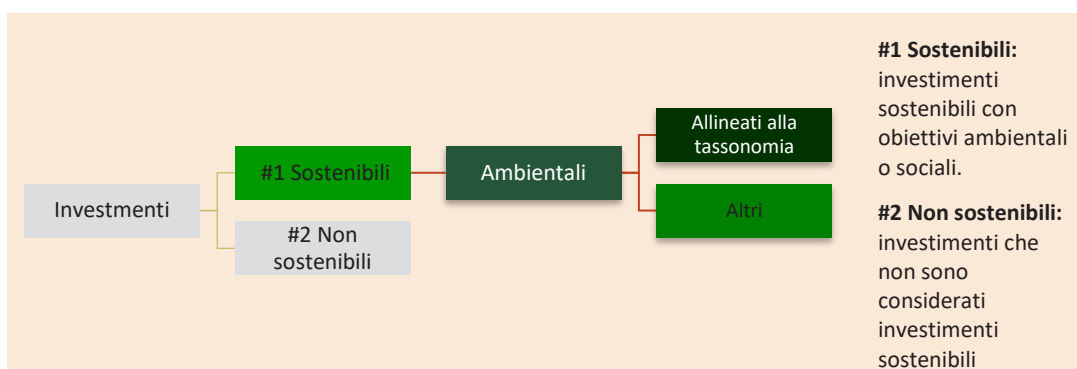 Investmenti
#1 Sostenibili
#2 Non
sostenibili
Ambientali
Allineati alla
tassonomia
Altri
#1 Sostenibili:
investimenti
sostenibili con
obiettivi ambientali
o sociali.
#2 Non sostenibili:
investimenti che
non sono
considerati
investimenti
sostenibili